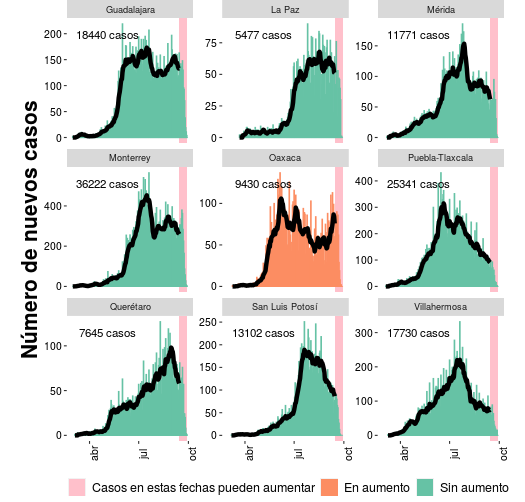 Número de nuevos casos
Guadalajara
La Paz
Mérida
18440 casos
5477 casos
11771 casos
200
150
100
50
0
75
50
25
0
150
100
50
0
Monterrey
Oaxaca
Puebla-Tlaxcala
36222 casos
9430 casos
25341 casos
400
200
0
100
50
0
400
300
200
100
0
Querétaro
San Luis Potosí
Villahermosa
7645 casos
13102 casos
17730 casos
100
50
0
250
200
150
100
50
0
300
200
100
0
abr
jul
oct
abr
jul
oct
abr
jul
oct
Casos en estas fechas pueden aumentar
En aumento
Sin aumento